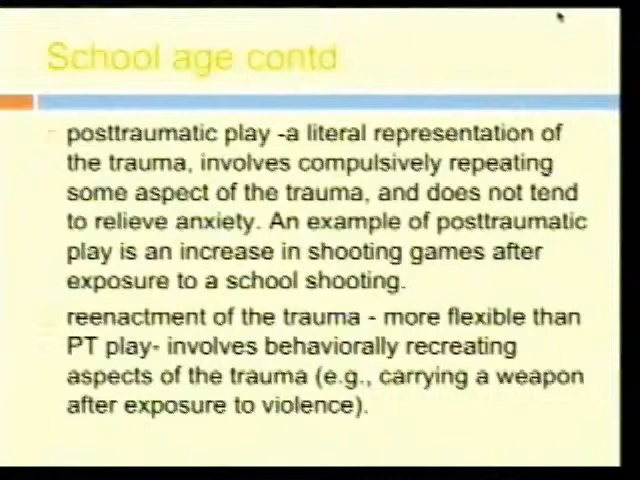 School age contd
posttraumatic play -a literal representation of
the trauma, involves compulsively repeating
some aspect of the trauma, and does not tend
to relieve anxiety. An example of posttraumatic
play is an increase in shooting games after
exposure to a school shooting.
reenactment of the trauma - more flexible than
PT play- involves behaviorally recreating
aspects of the trauma (e.g., carrying a weapon
after exposure to violence).